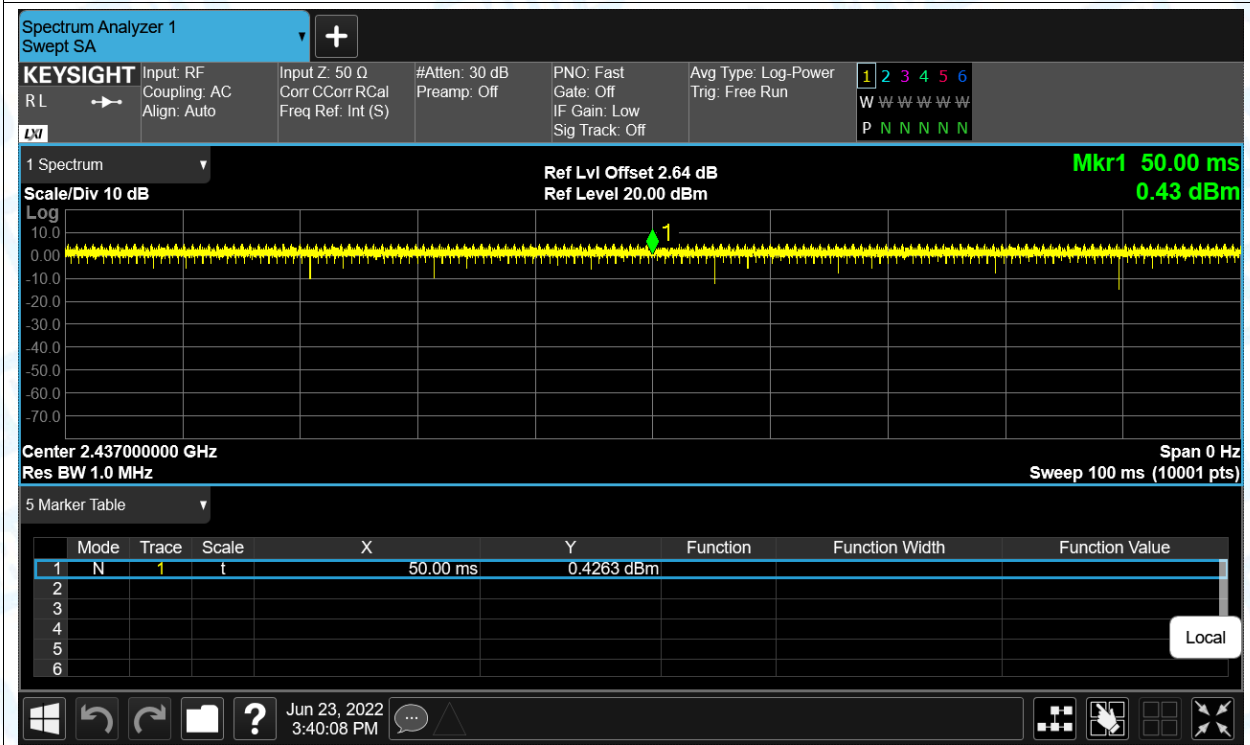 Spectrum Analyzer 1
Swept SA
+
KEYSIGHT
R L
LXI
Input: RF
Coupling: AC
Align: Auto
Input Z: 50 Ω
Corr CCorr RCal
Freq Ref: Int (S)
#Atten: 30 dB
Preamp: Off
PNO: Fast
Gate: Off
IF Gain: Low
Sig Track: Off
Avg Type: Log-Power
Trig: Free Run
1 2 3 4 5 6
W W W W W W
P N N N N N
1 Spectrum
Scale/Div 10 dB
Ref Lvl Offset 2.64 dB
Ref Level 20.00 dBm
Mkr1 50.00 ms
0.43 dBm
Log
10.0
0.00
-10.0
-20.0
-30.0
-40.0
-50.0
-60.0
-70.0
1
Center 2.437000000 GHz
Res BW 1.0 MHz
Span 0 Hz
Sweep 100 ms (10001 pts)
5 Marker Table
Mode Trace Scale X Y Function Function Width Function Value
1 N 1 t 50.00 ms 0.4263 dBm
2
3
4
5
6
Local
?
Jun 23, 2022
3:40:08 PM